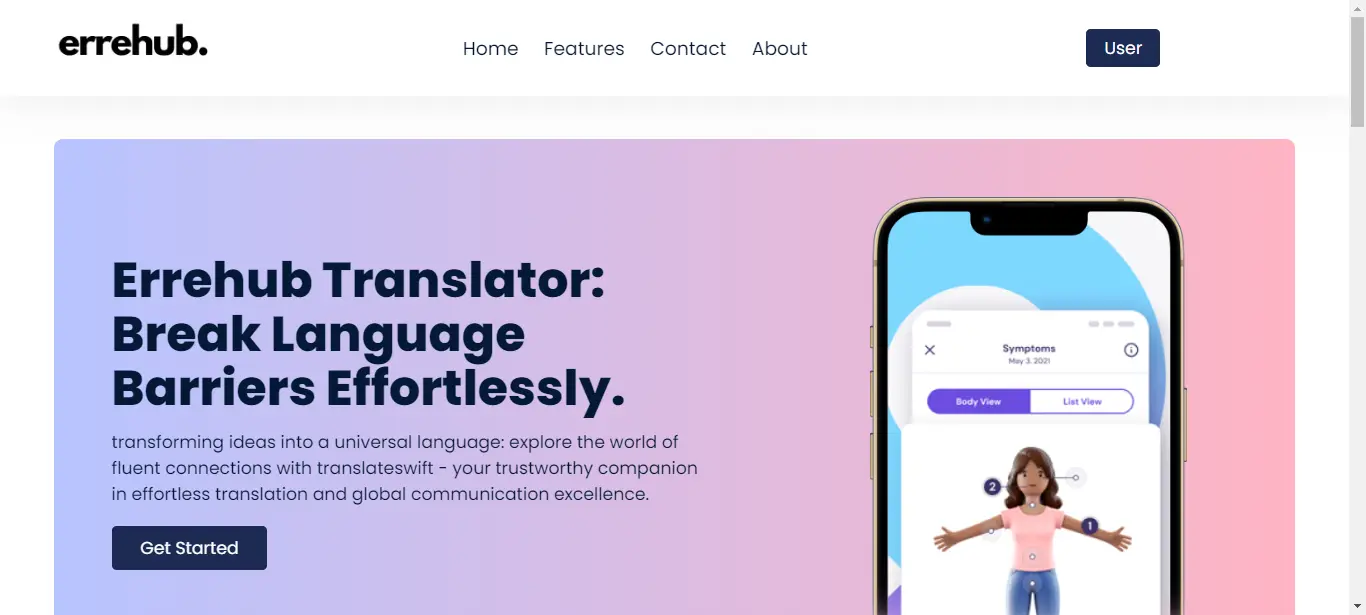 errehub.
Home Features Contact About
User
Errehub Translator:
Break Language
Barriers Effortlessly.
transforming ideas into a universal language: explore the world of
fluent connections with translateswift - your trustworthy companion
in effortless translation and global communication excellence.
Get Started
Symptoms
May 3, 2021
Body View List View
2
1